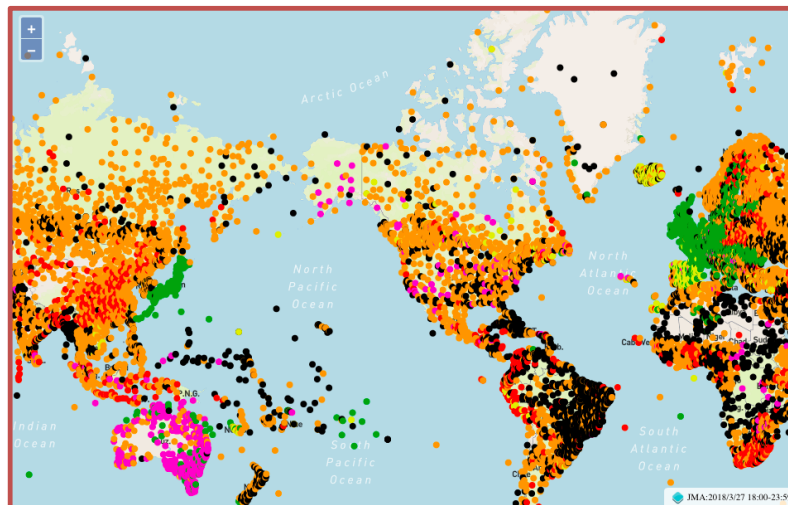 +
−
Arctic Ocean
North
Pacific
Ocean
North
Atlantic
Ocean
Indian
Ocean
South
Pacific
Ocean
South
Atlantic
Ocean
JMA:2018/3/27 18:00-23:59